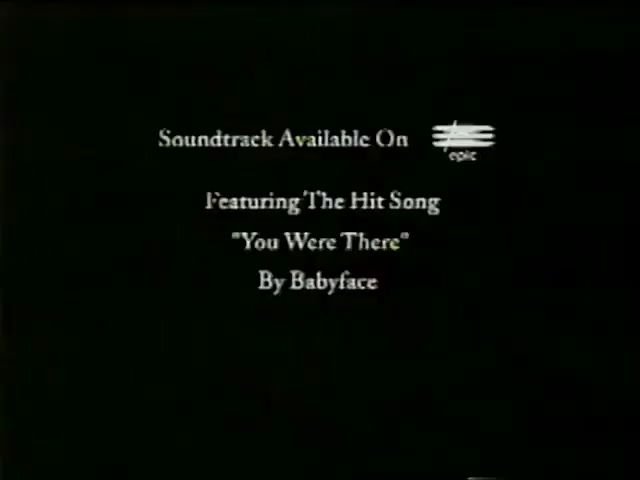 Soundtrack Available On epic
Featuring The Hit Song
"You Were There"
By Babyface